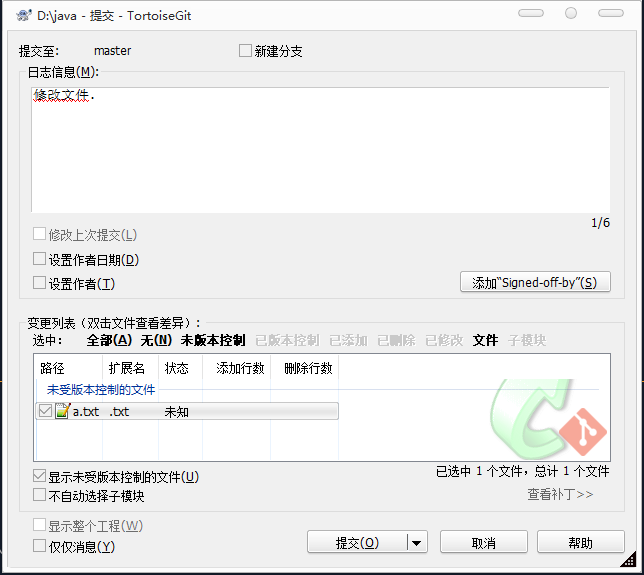 D:\java - 提交 - TortoiseGit
提交至: master 新建分支
日志信息(M):
修改文件.
1/6
修改上次提交(L)
设置作者日期(D)
设置作者(T) 添加“Signed-off-by”(S)
变更列表（双击文件查看差异）:
选中: 全部(A) 无(N) 未版本控制 已版本控制 已添加 已删除 已修改 文件 子模块
路径 扩展名 状态 添加行数 删除行数
未受版本控制的文件
a.txt .txt 未知
显示未受版本控制的文件(U) 已选中 1 个文件，总计 1 个文件
不自动选择子模块 查看补丁>>
显示整个工程(W)
仅仅消息(Y) 提交(O) 取消 帮助